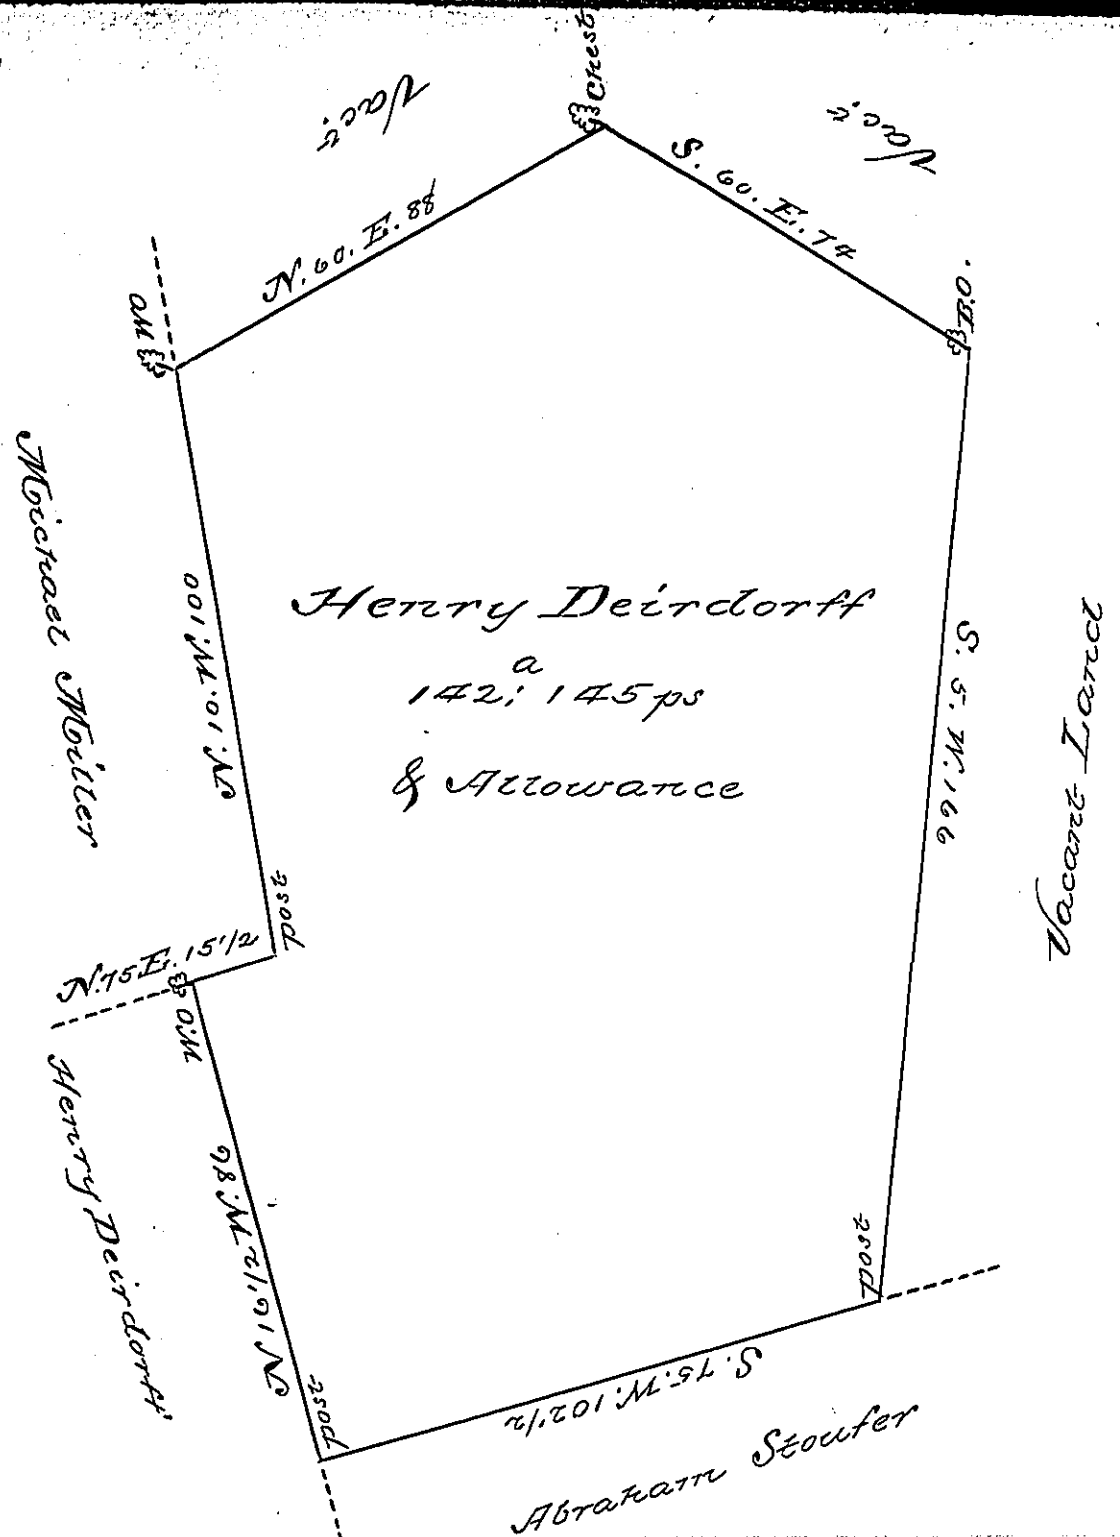 Chest
Vac.t
Vac.t
N. 60. E. 88
S. 60. E. 74
W O
B O.
Michael Miller
N. 10. W. 100
Henry Deirdorff
a
142; 145 ps
& Allowance
S. 5. W. 166
Vacant Land
Post
N. 75 E. 15 1/2
W O
Henry Deirdorff
N 16 1/2 W. 86
Post
Post
S. 75. W. 102 1/2
Abraham Stoufer